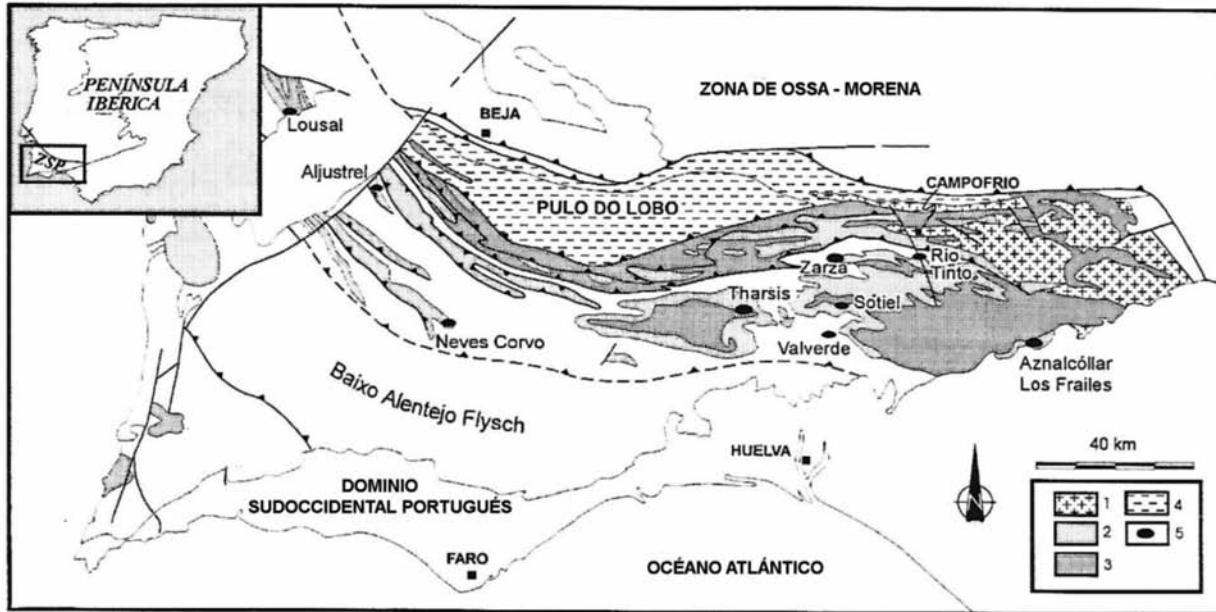 PENÍNSULA
IBERICA
ZSP
ZONA DE OSSA - MORENA
BEJA
Lousal
Aljustrel
PULO DO LOBO
CAMPOFRIO
Zarza
Rio
Tinto
Tharsis
Sotiel
Neves Corvo
Valverde
Aznalcóllar
Los Frailes
Baixo Alentejo Flysch
HUELVA
40 km
DOMINIO
SUDOCCIDENTAL PORTUGUÉS
FARO
OCÉANO ATLÁNTICO
N
1
4
2
5
3